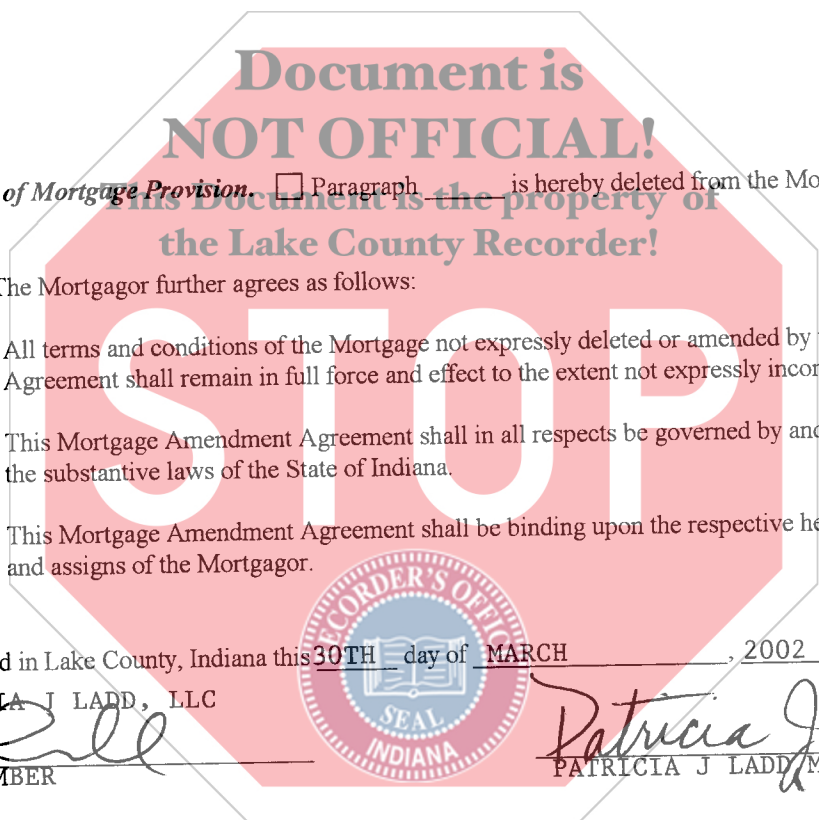 Document is
NOT OFFICIAL!
of Mortgage Provision. Paragraph ______ is hereby deleted from the Mo
This Document is the property of
the Lake County Recorder!
The Mortgagor further agrees as follows:
STOP
All terms and conditions of the Mortgage not expressly deleted or amended by
Agreement shall remain in full force and effect to the extent not expressly incor
This Mortgage Amendment Agreement shall in all respects be governed by and
the substantive laws of the State of Indiana.
This Mortgage Amendment Agreement shall be binding upon the respective he
and assigns of the Mortgagor.
RECORDER'S OFFIC
SEAL
INDIANA
d in Lake County, Indiana this 30TH day of MARCH, 2002
IA J LADD, LLC
Patricia J
MBER
PATRICIA J LADD M